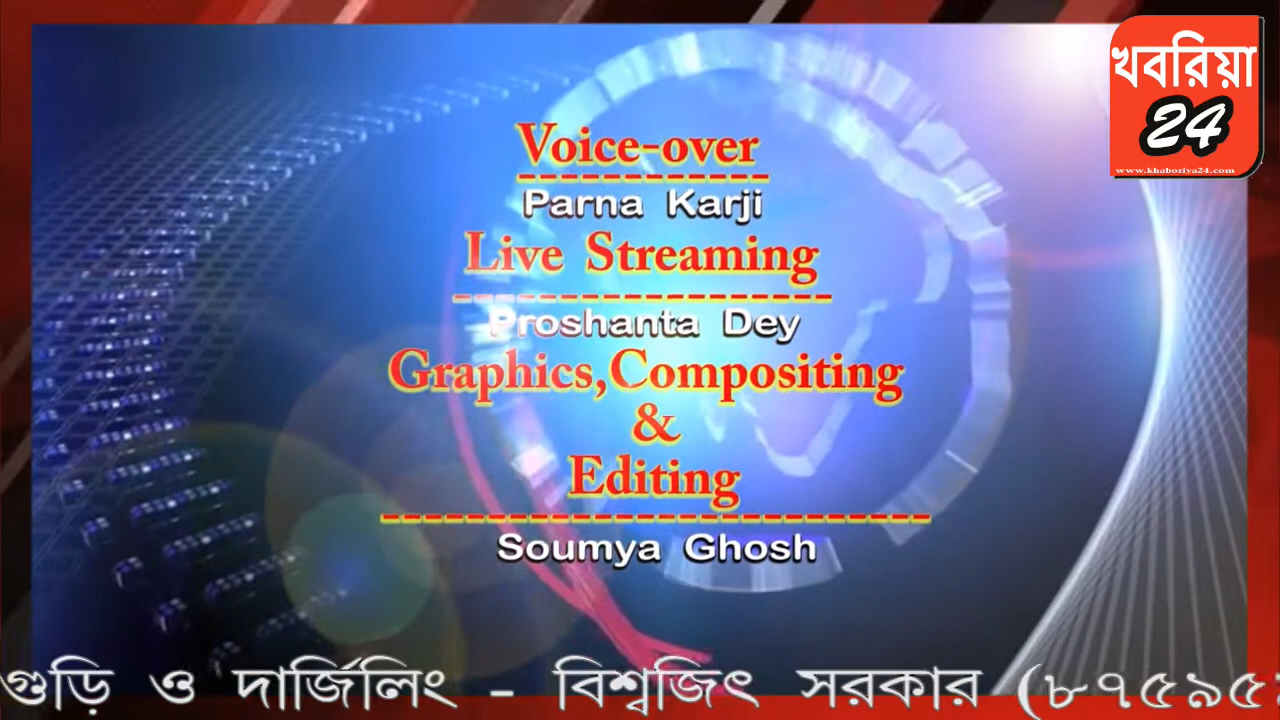 খবরিয়া
24
www.khaboriya24.com
Voice-over
Parna Karji
Live Streaming
Proshanta Dey
Graphics,Compositing
&
Editing
Soumya Ghosh
গুড়ি ও দার্জিলিং - বিশ্বজিৎ সরকার (৮৭৫৯৫